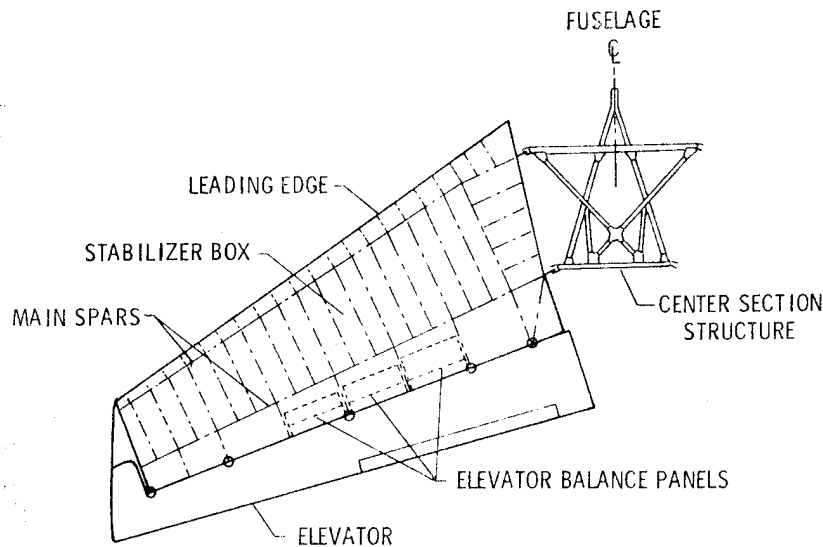 FUSELAGE
℄
LEADING EDGE
STABILIZER BOX
MAIN SPARS
CENTER SECTION
STRUCTURE
ELEVATOR BALANCE PANELS
ELEVATOR